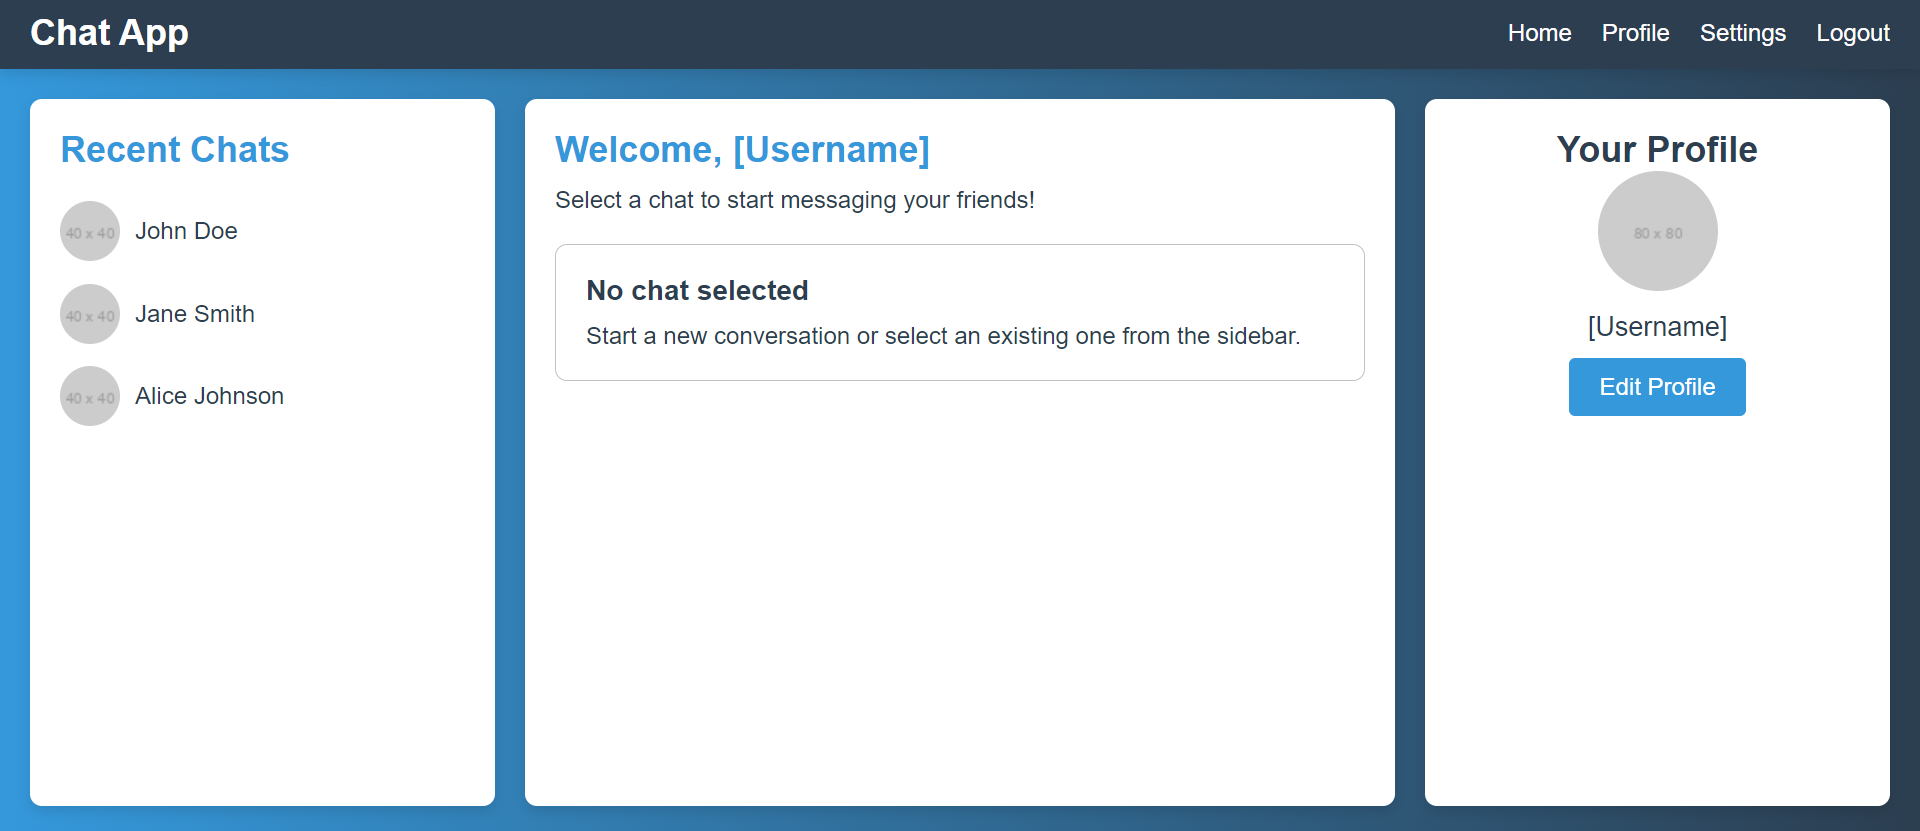 Chat App
Home Profile Settings Logout
Recent Chats
40 x 40 John Doe
40 x 40 Jane Smith
40 x 40 Alice Johnson
Welcome, [Username]
Select a chat to start messaging your friends!
No chat selected
Start a new conversation or select an existing one from the sidebar.
Your Profile
80 x 80
[Username]
Edit Profile